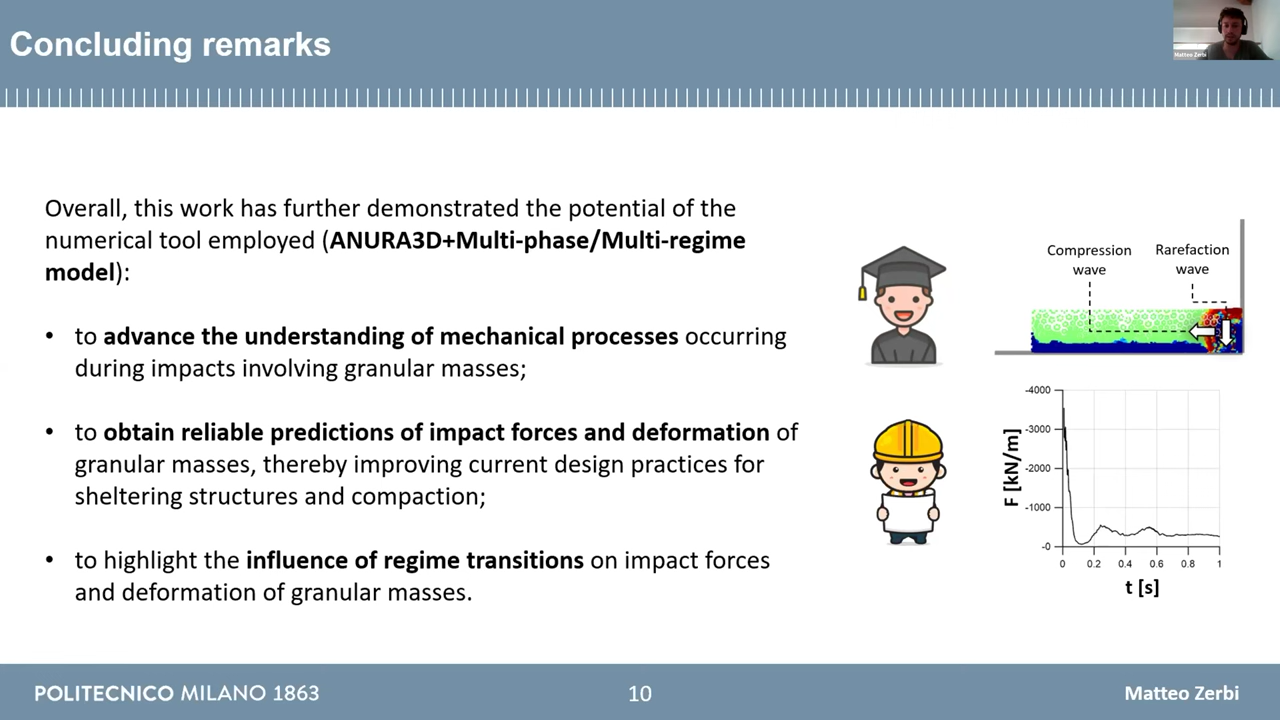 Concluding remarks
Matteo Zerbi
Overall, this work has further demonstrated the potential of the
numerical tool employed (ANURA3D+Multi-phase/Multi-regime
model):
• to advance the understanding of mechanical processes occurring
during impacts involving granular masses;
• to obtain reliable predictions of impact forces and deformation of
granular masses, thereby improving current design practices for
sheltering structures and compaction;
• to highlight the influence of regime transitions on impact forces
and deformation of granular masses.
Compression
wave
Rarefaction
wave
-4000
-3000
-2000
-1000
-0
F [kN/m]
0 0.2 0.4 0.6 0.8 1
t [s]
POLITECNICO MILANO 1863
10
Matteo Zerbi